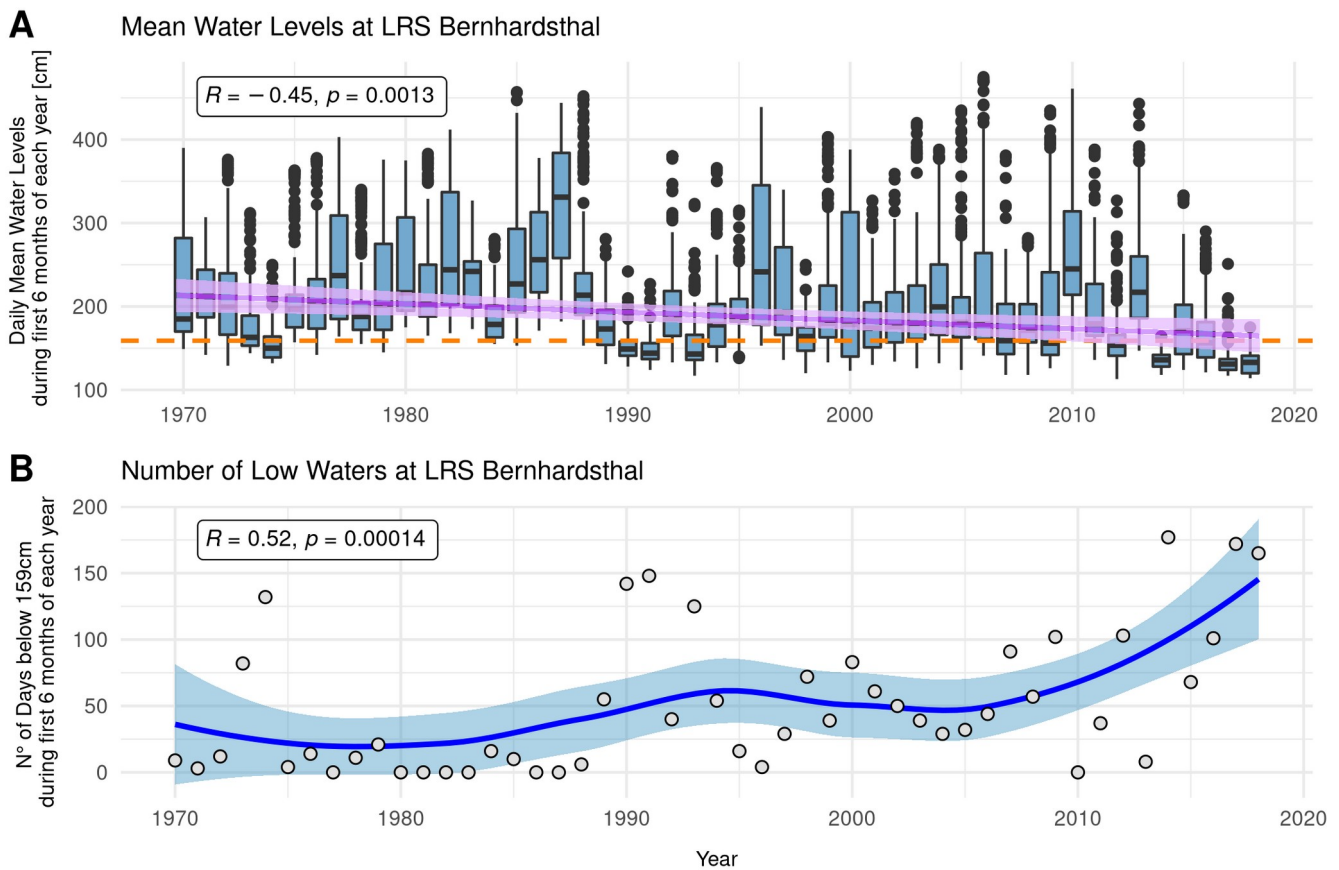 A
Mean Water Levels at LRS Bernhardsthal
Daily Mean Water Levels
during first 6 months of each year [cm]
R = −0.45, p = 0.0013
400
300
200
100
1970 1980 1990 2000 2010 2020
B
Number of Low Waters at LRS Bernhardsthal
N° of Days below 159cm
during first 6 months of each year
R = 0.52, p = 0.00014
200
150
100
50
0
1970 1980 1990 2000 2010 2020
Year